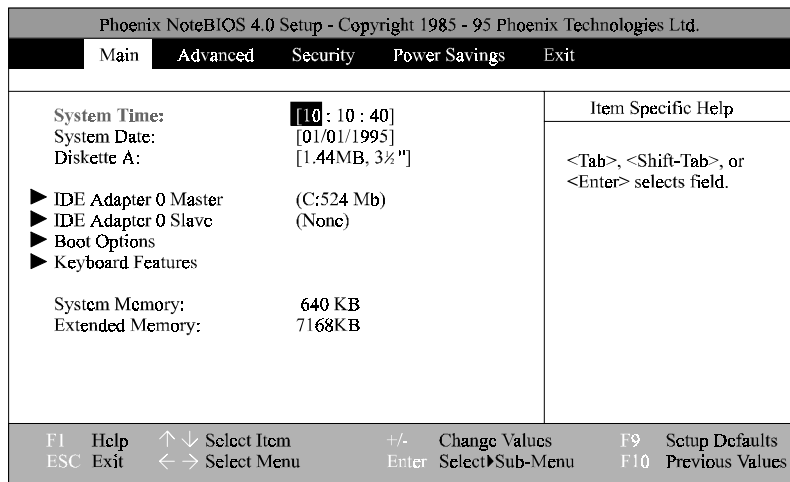 Phoenix NoteBIOS 4.0 Setup - Copyright 1985 - 95 Phoenix Technologies Ltd.
Main Advanced Security Power Savings Exit
System Time: [10 : 10 : 40]
System Date: [01/01/1995]
Diskette A: [1.44MB, 3½ "]
▶ IDE Adapter 0 Master (C:524 Mb)
▶ IDE Adapter 0 Slave (None)
▶ Boot Options
▶ Keyboard Features
System Memory: 640 KB
Extended Memory: 7168KB
Item Specific Help
<Tab>, <Shift-Tab>, or
<Enter> selects field.
F1 Help ↑ ↓ Select Item +/- Change Values F9 Setup Defaults
ESC Exit ← → Select Menu Enter Select▶Sub-Menu F10 Previous Values